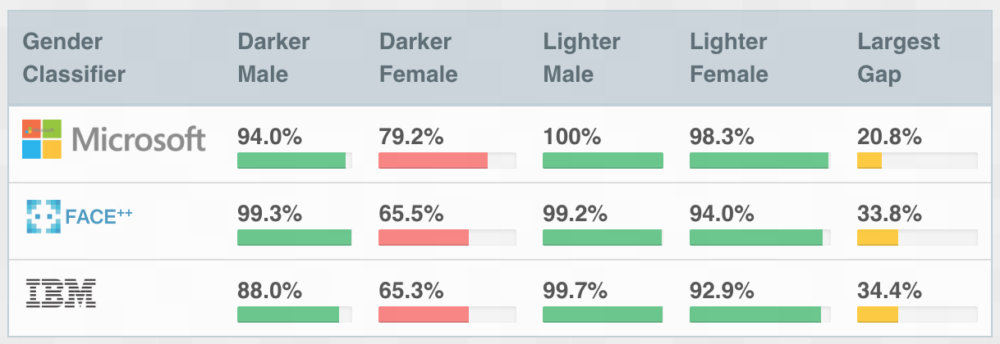 Gender Classifier Darker Male Darker Female Lighter Male Lighter Female Largest Gap
Microsoft 94.0% 79.2% 100% 98.3% 20.8%
FACE++ 99.3% 65.5% 99.2% 94.0% 33.8%
IBM 88.0% 65.3% 99.7% 92.9% 34.4%